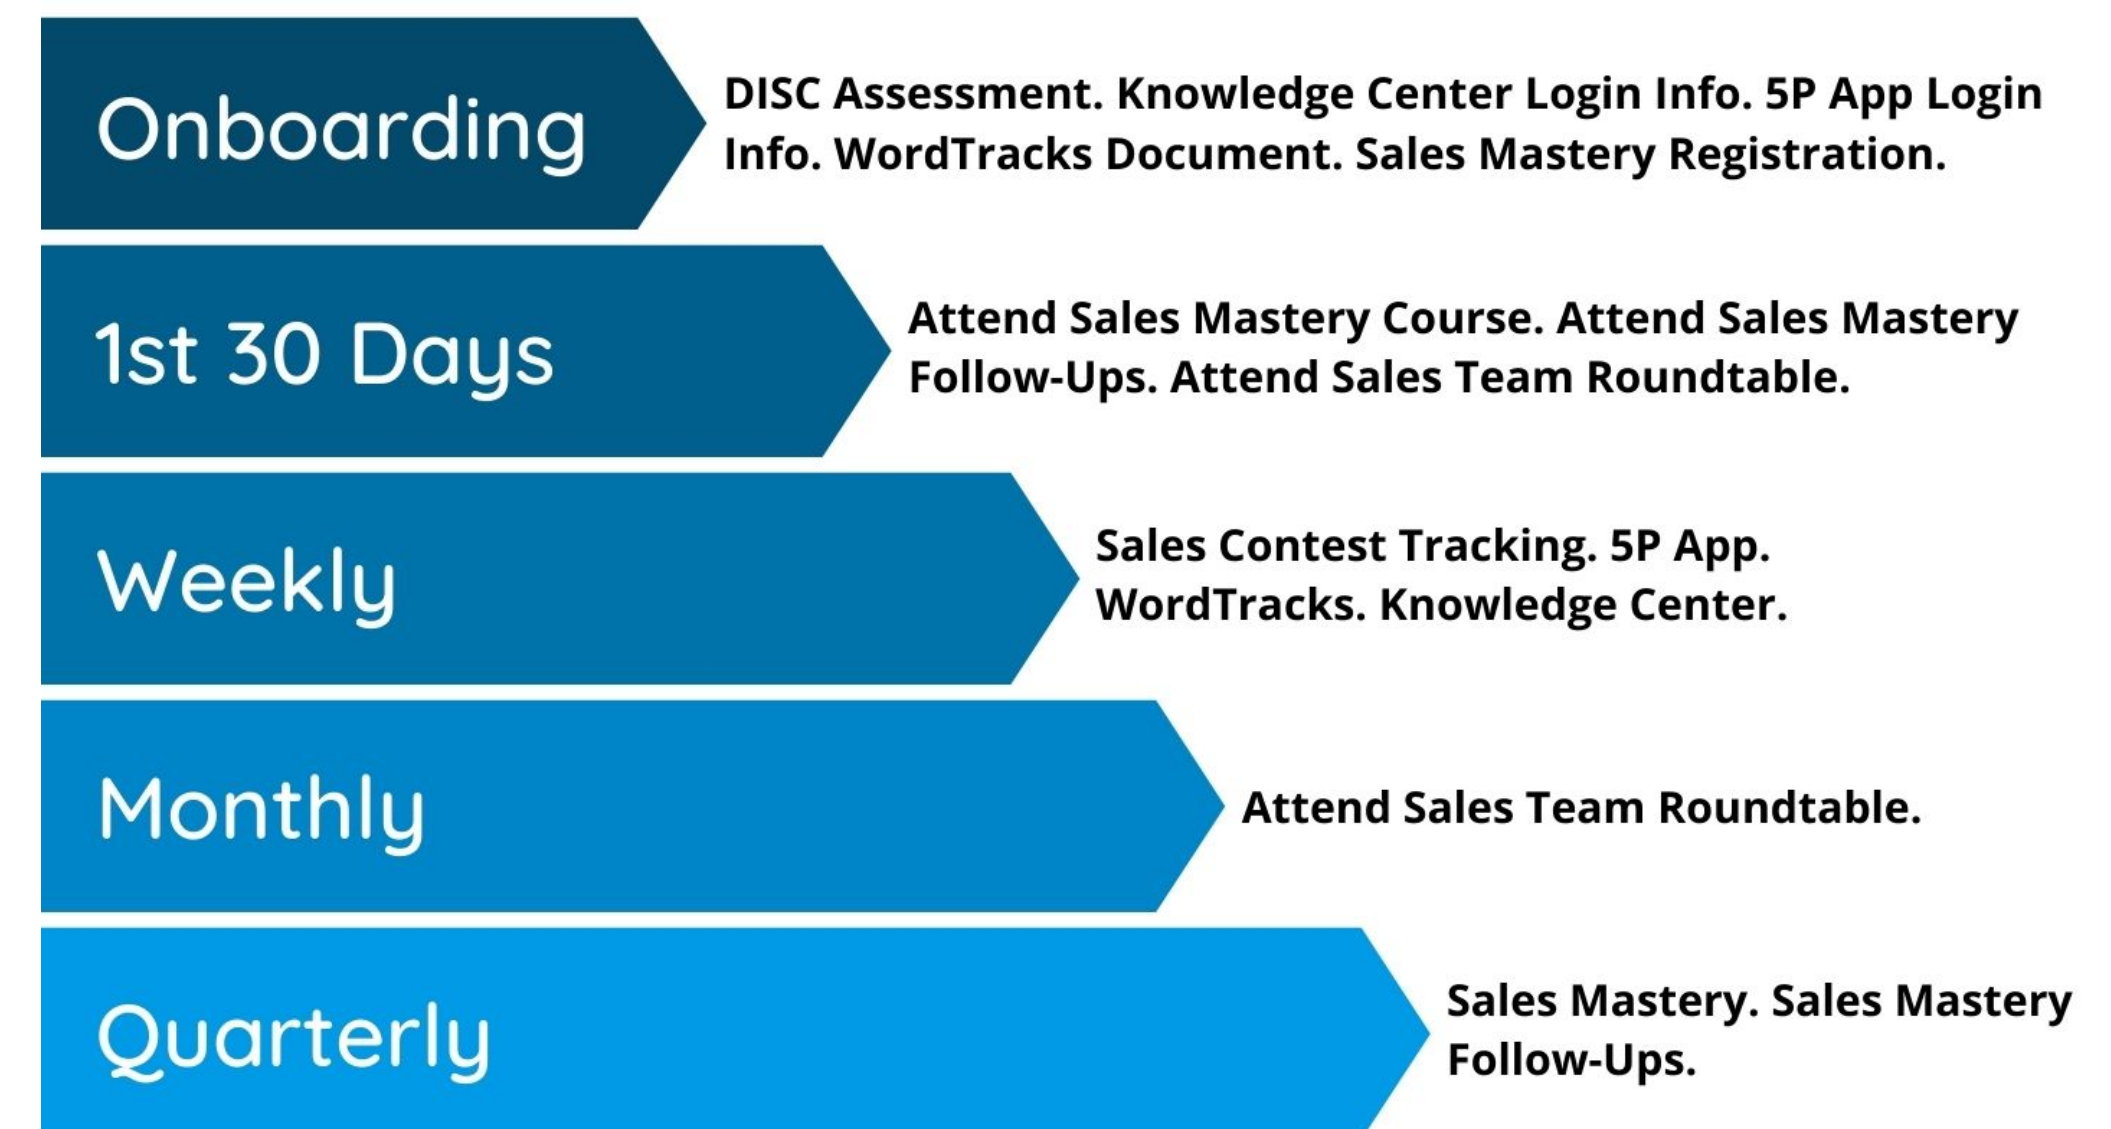 Onboarding
DISC Assessment. Knowledge Center Login Info. 5P App Login
Info. WordTracks Document. Sales Mastery Registration.
1st 30 Days
Attend Sales Mastery Course. Attend Sales Mastery
Follow-Ups. Attend Sales Team Roundtable.
Weekly
Sales Contest Tracking. 5P App.
WordTracks. Knowledge Center.
Monthly
Attend Sales Team Roundtable.
Quarterly
Sales Mastery. Sales Mastery
Follow-Ups.